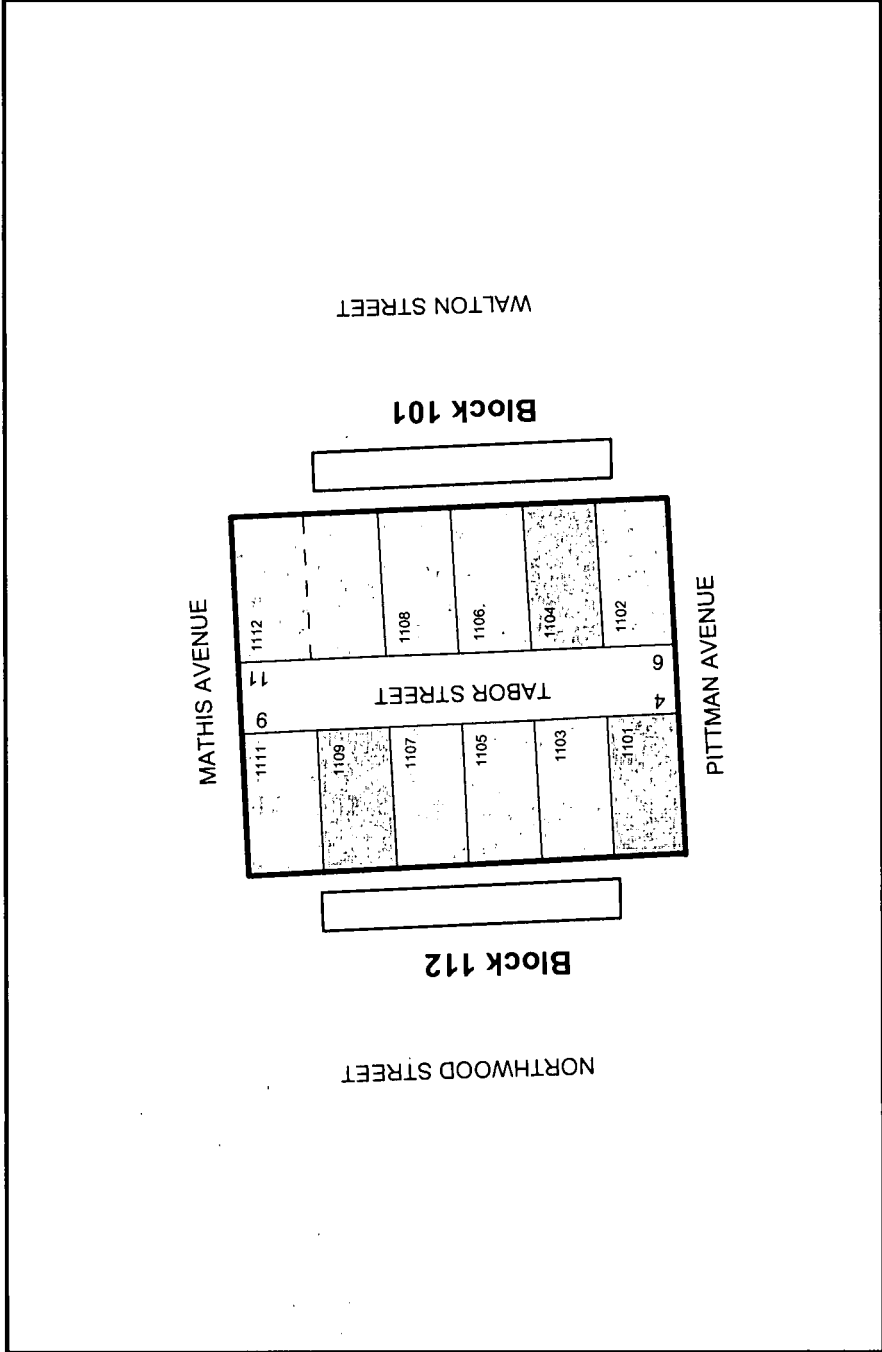 WALTON STREET
Block 101
MATHIS AVENUE
1112
1108
1106
1104
1102
11
6
TABOR STREET
9
4
1111
1109
1107
1105
1103
1101
PITTMAN AVENUE
Block 112
NORTHWOOD STREET